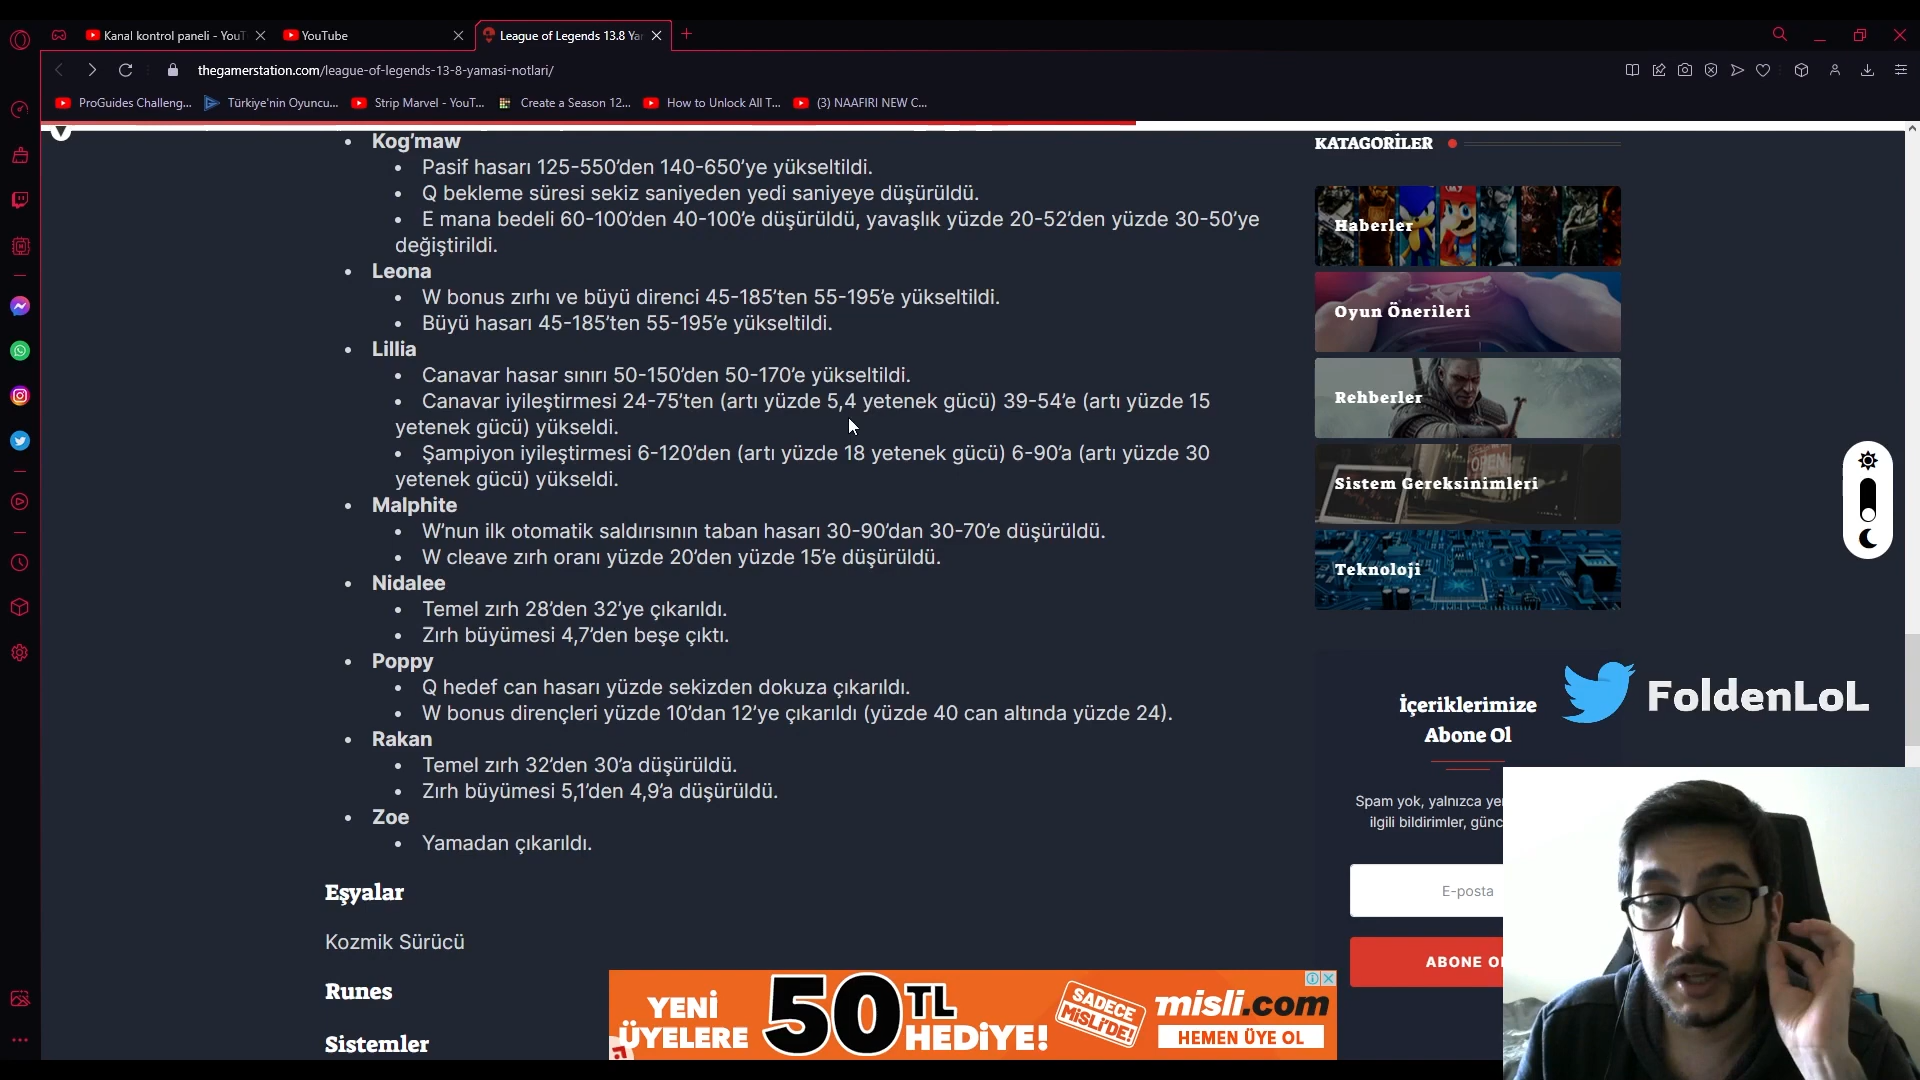 Kanal kontrol paneli - YouT
YouTube
League of Legends 13.8 Ya
thegamerstation.com/league-of-legends-13-8-yamasi-notlari/
ProGuides Challeng...
Türkiye'nin Oyuncu...
Strip Marvel - YouT...
Create a Season 12...
How to Unlock All T...
(3) NAAFIRI NEW C...
Kog'maw
Pasif hasarı 125-550'den 140-650'ye yükseltildi.
Q bekleme süresi sekiz saniyeden yedi saniyeye düşürüldü.
E mana bedeli 60-100'den 40-100'e düşürüldü, yavaşlık yüzde 20-52'den yüzde 30-50'ye
değiştirildi.
Leona
W bonus zırhı ve büyü direnci 45-185'ten 55-195'e yükseltildi.
Büyü hasarı 45-185'ten 55-195'e yükseltildi.
Lillia
Canavar hasar sınırı 50-150'den 50-170'e yükseltildi.
Canavar iyileştirmesi 24-75'ten (artı yüzde 5,4 yetenek gücü) 39-54'e (artı yüzde 15
yetenek gücü) yükseldi.
Şampiyon iyileştirmesi 6-120'den (artı yüzde 18 yetenek gücü) 6-90'a (artı yüzde 30
yetenek gücü) yükseldi.
Malphite
W'nun ilk otomatik saldırısının taban hasarı 30-90'dan 30-70'e düşürüldü.
W cleave zırh oranı yüzde 20'den yüzde 15'e düşürüldü.
Nidalee
Temel zırh 28'den 32'ye çıkarıldı.
Zırh büyümesi 4,7'den beşe çıktı.
Poppy
Q hedef can hasarı yüzde sekizden dokuza çıkarıldı.
W bonus dirençleri yüzde 10'dan 12'ye çıkarıldı (yüzde 40 can altında yüzde 24).
Rakan
Temel zırh 32'den 30'a düşürüldü.
Zırh büyümesi 5,1'den 4,9'a düşürüldü.
Zoe
Yamadan çıkarıldı.
Eşyalar
Kozmik Sürücü
Runes
Sistemler
KATAGORİLER
Haberler
Oyun Önerileri
Rehberler
OPEN
Sistem Gereksinimleri
Teknoloji
FoldenLoL
İçeriklerimize
Abone Ol
Spam yok, yalnızca ye
ilgili bildirimler, günc
E-posta
ABONE O
YENİ
ÜYELERE
50 TL
HEDİYE!
SADECE
MİSLİ'DE!
misli.com
HEMEN ÜYE OL